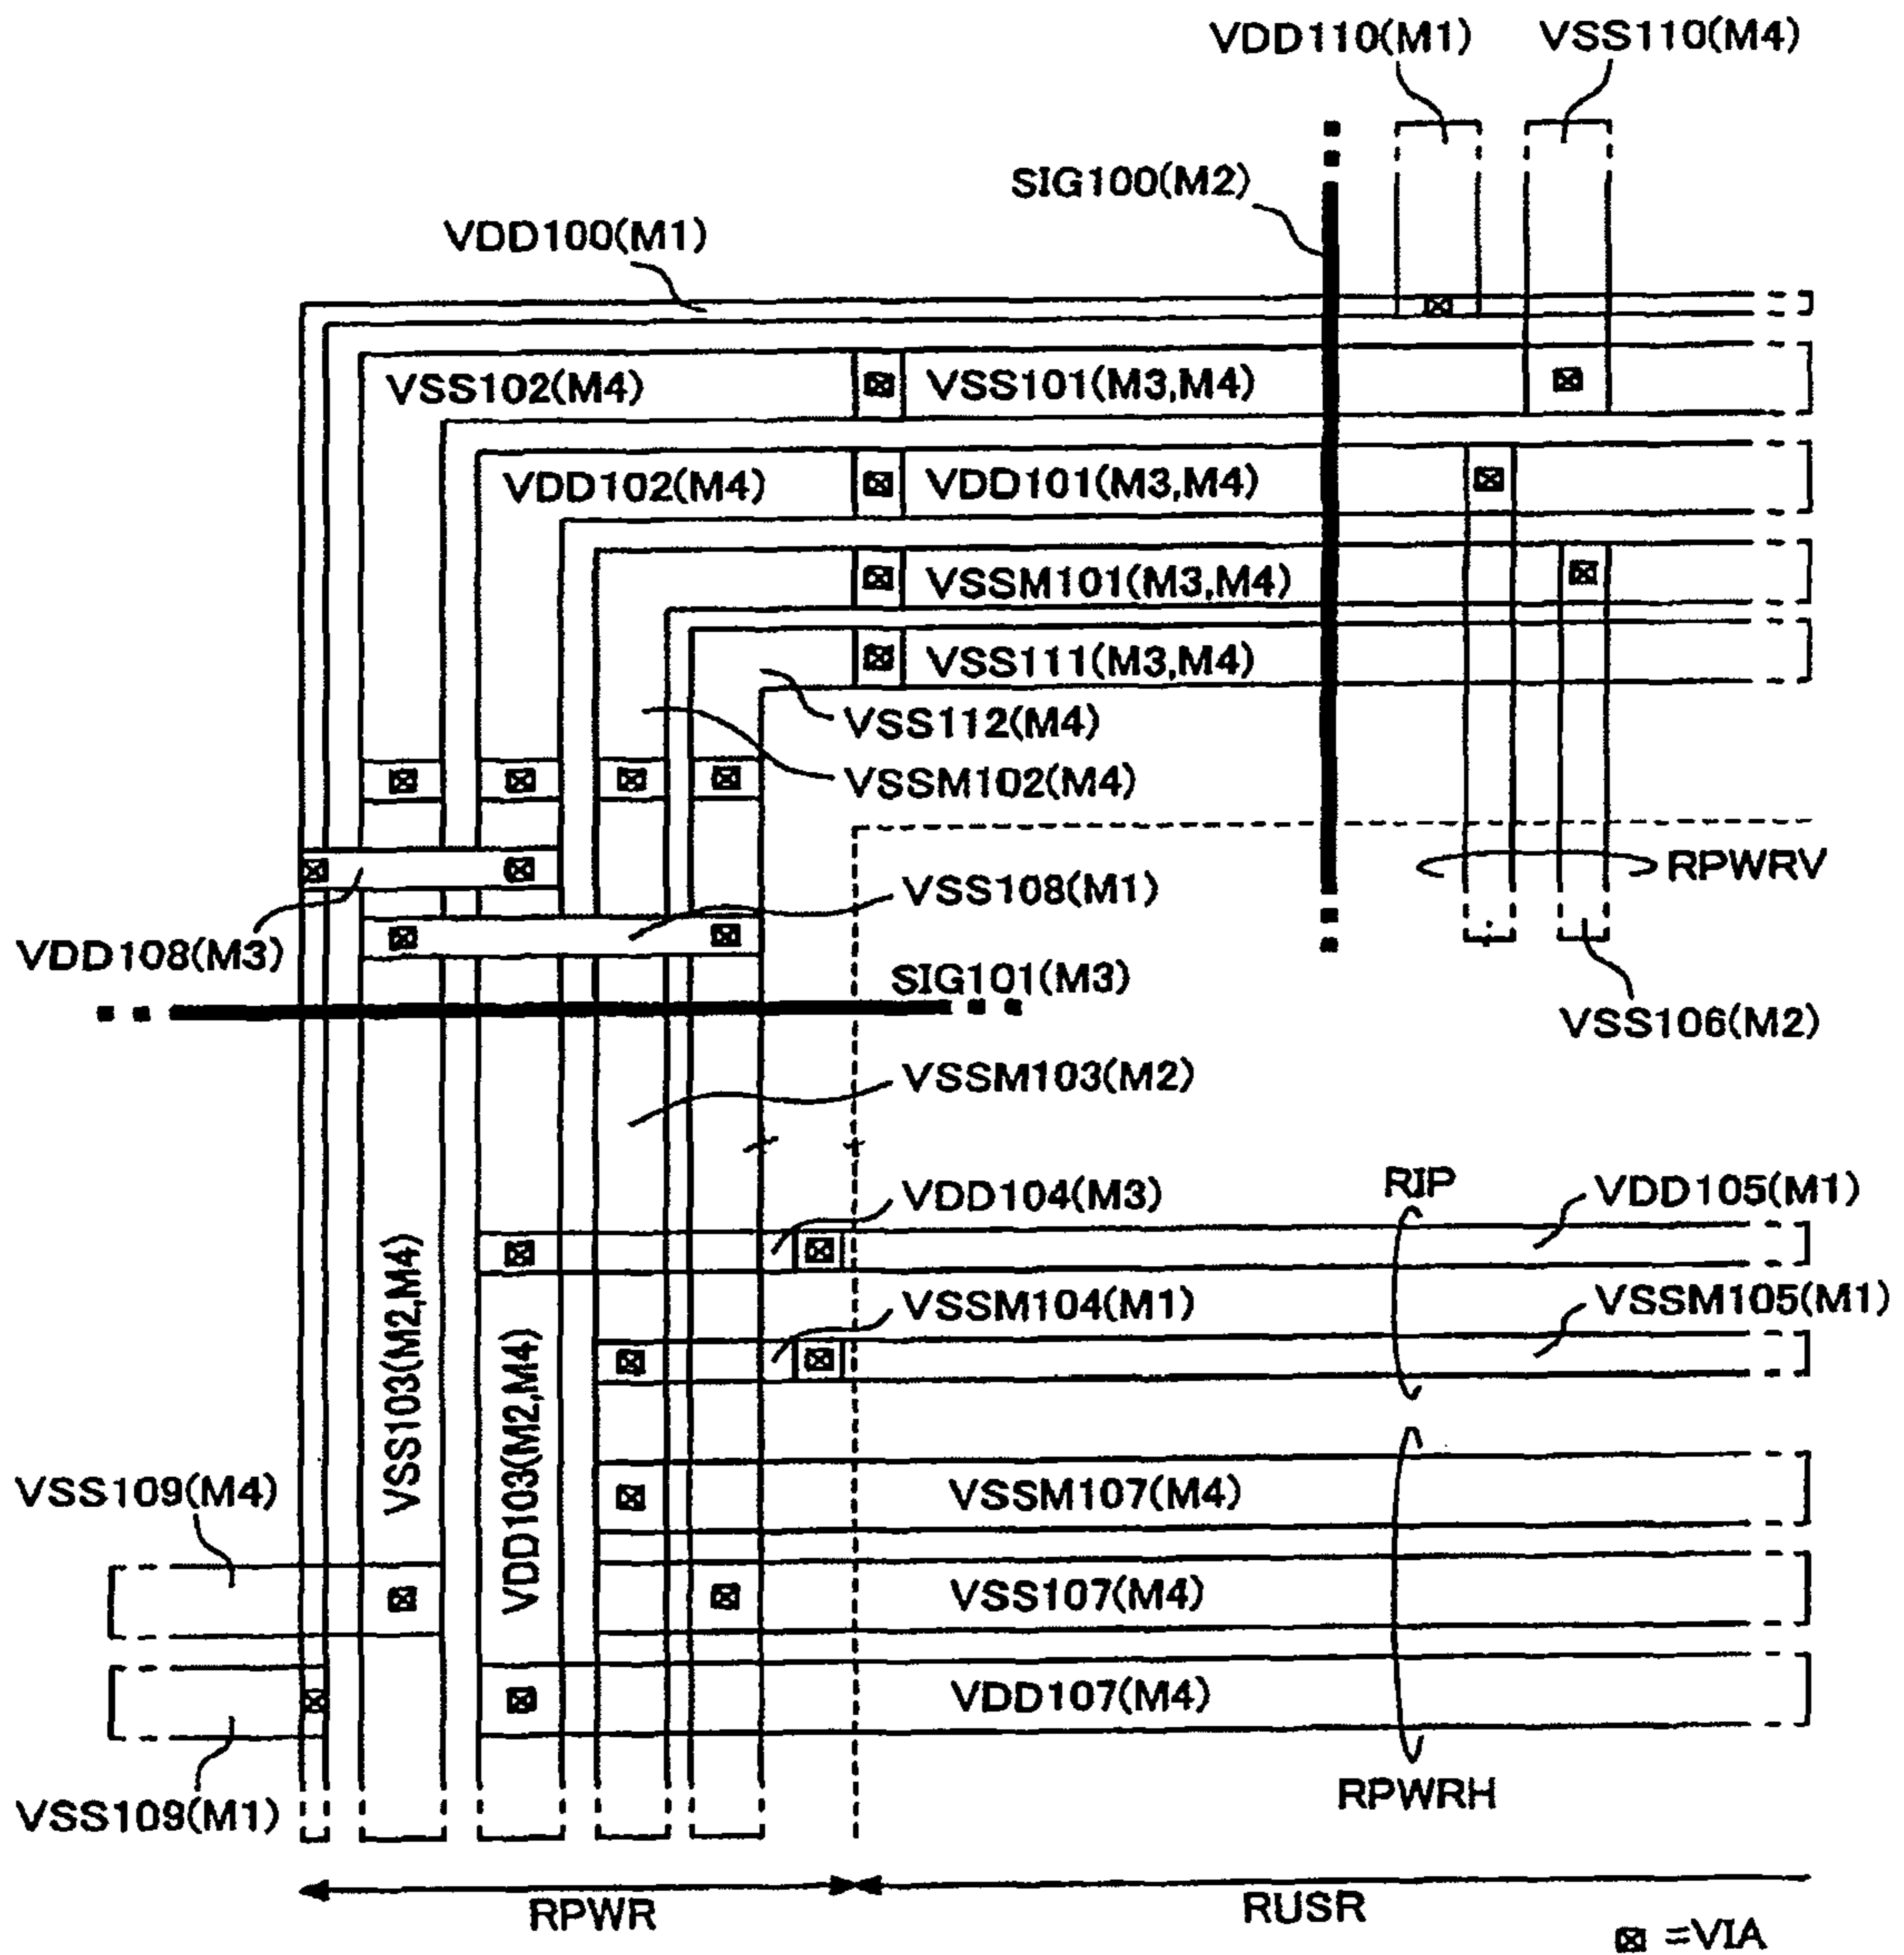 VDD110(M1)
VSS110(M4)
SIG100(M2)
VDD100(M1)
VSS102(M4)
VSS101(M3,M4)
VDD102(M4)
VDD101(M3,M4)
VSSM101(M3,M4)
VSS111(M3,M4)
VSS112(M4)
VSSM102(M4)
RPWRV
VSS108(M1)
VDD108(M3)
SIG101(M3)
VSS106(M2)
VSSM103(M2)
VDD104(M3)
RIP
VDD105(M1)
VSSM104(M1)
VSSM105(M1)
VSS103(M2,M4)
VDD103(M2,M4)
VSS109(M4)
VSSM107(M4)
VSS107(M4)
VDD107(M4)
VSS109(M1)
RPWRH
RPWR
RUSR
=VIA